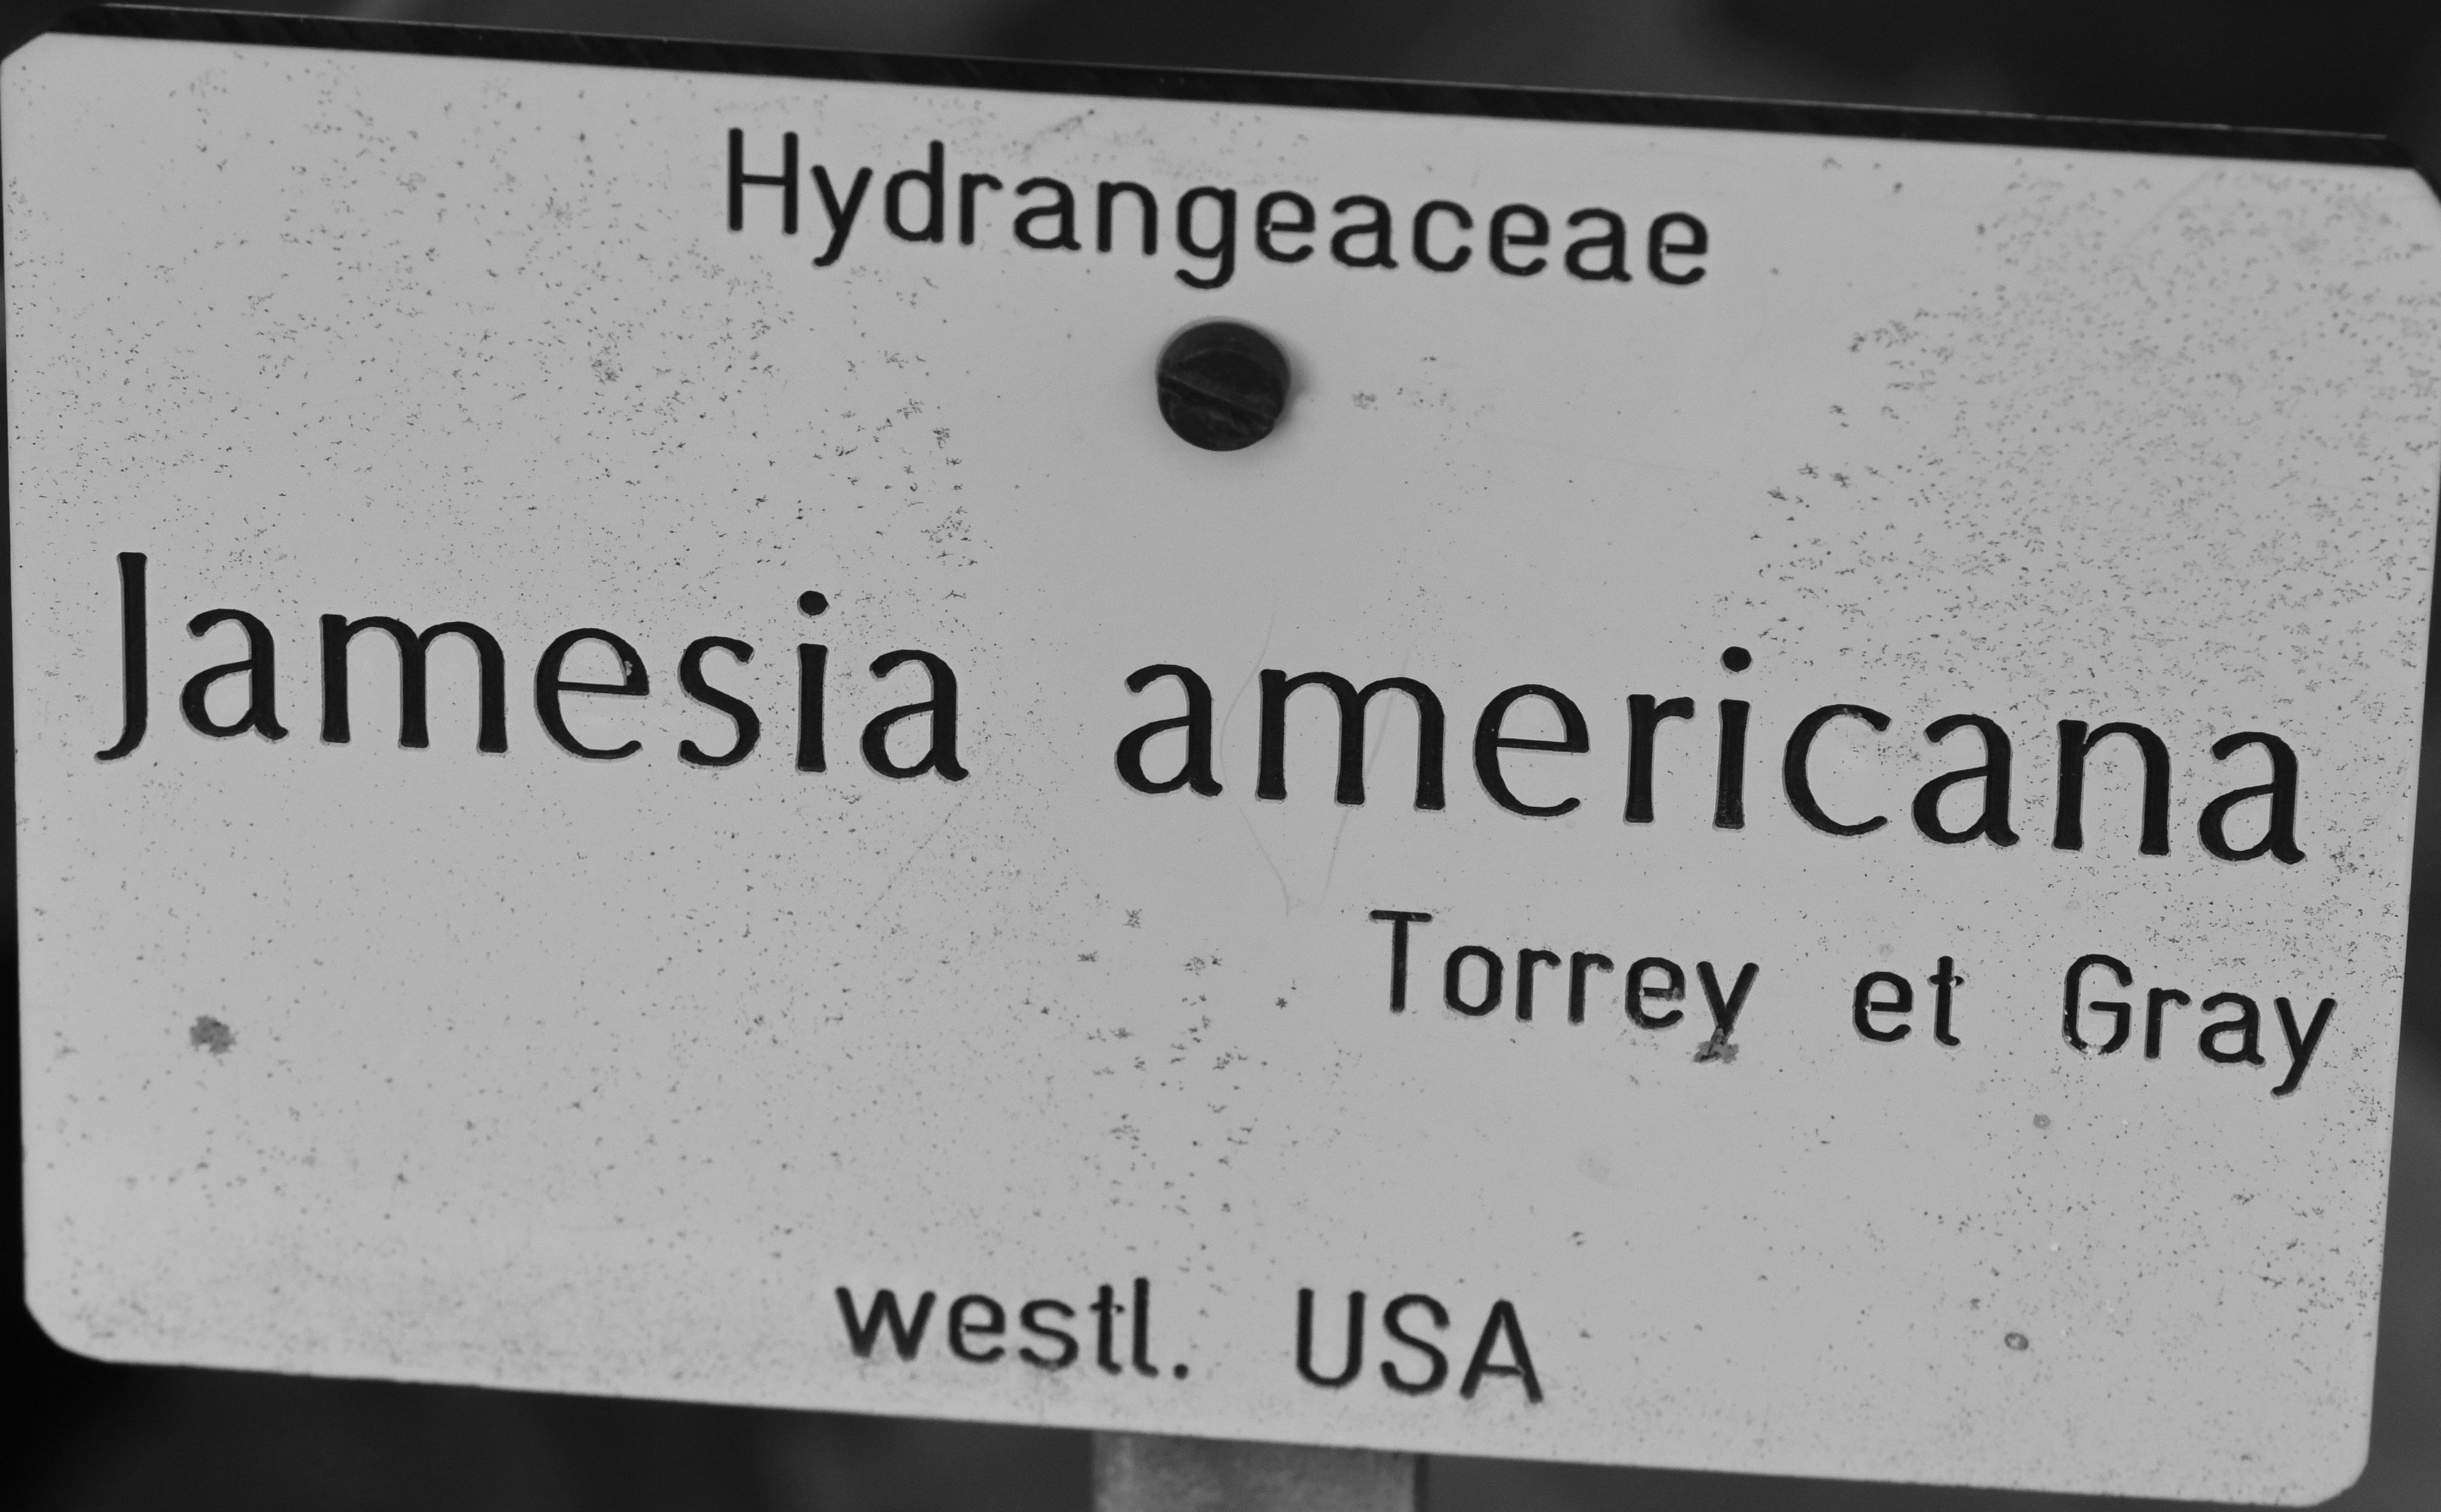 Hydrangeaceae
Jamesia americana
Torrey et Gray
westl. USA